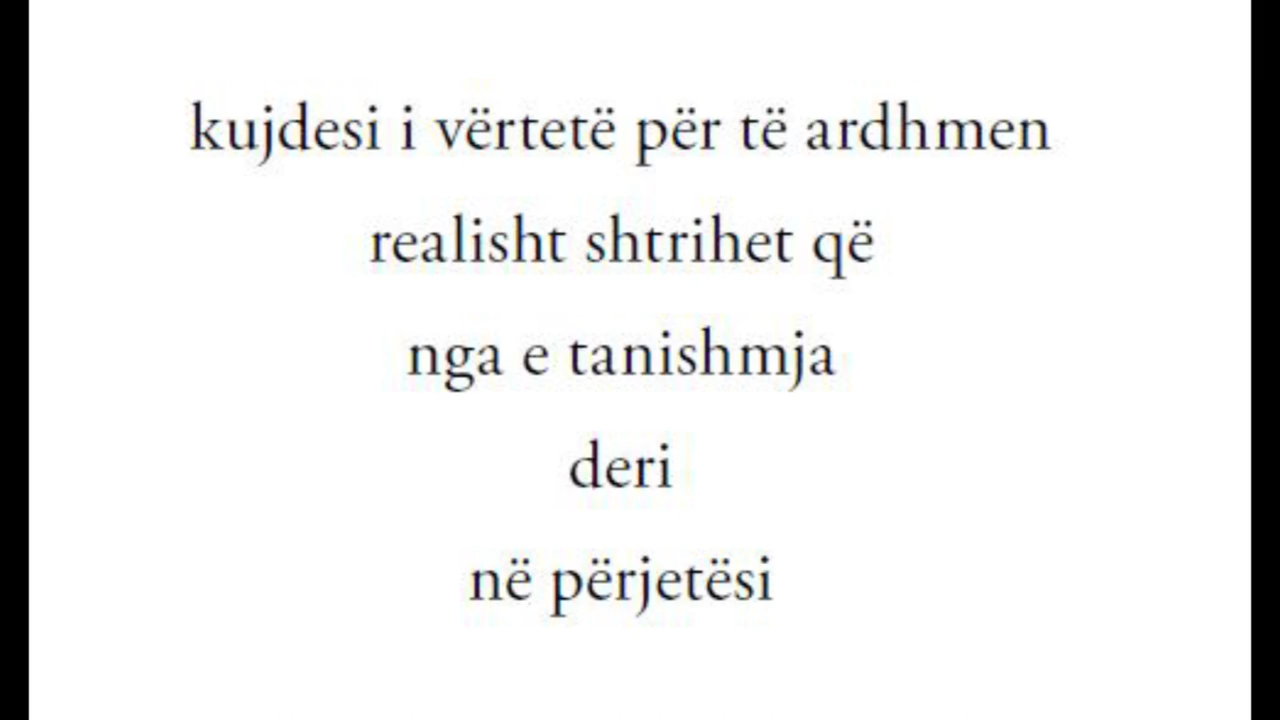 kujdesi i vërtetë për të ardhmen
realisht shtrihet që
nga e tanishmja
deri
në përjetësi